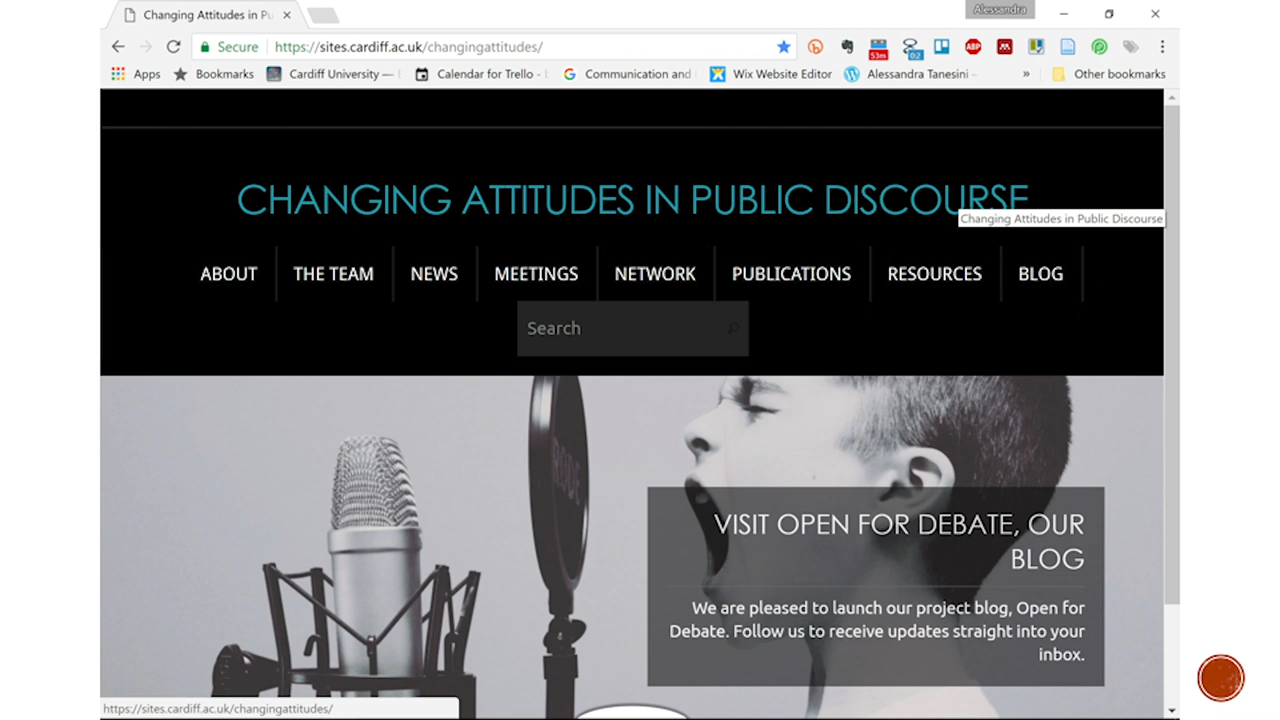 Changing Attitudes in Pu
Alessandra
Secure
https://sites.cardiff.ac.uk/changingattitudes/
53m
02
ABP
Apps
Bookmarks
Cardiff University —
Calendar for Trello -
Communication and
Wix Website Editor
Alessandra Tanesini -
»
Other bookmarks
CHANGING ATTITUDES IN PUBLIC DISCOURSE
Changing Attitudes in Public Discourse
ABOUT
THE TEAM
NEWS
MEETINGS
NETWORK
PUBLICATIONS
RESOURCES
BLOG
Search
VISIT OPEN FOR DEBATE, OUR
BLOG
We are pleased to launch our project blog, Open for
Debate. Follow us to receive updates straight into your
inbox.
https://sites.cardiff.ac.uk/changingattitudes/